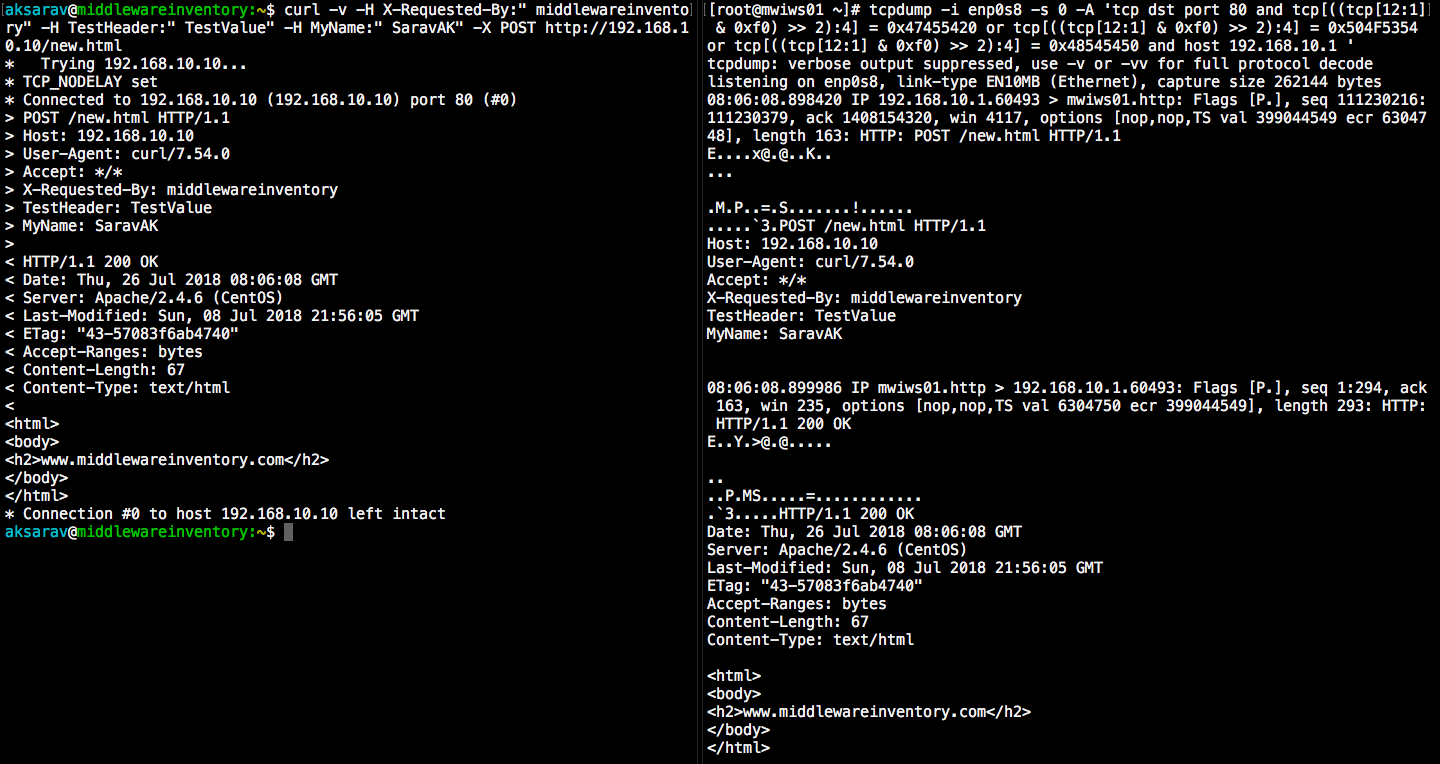 aksarav@middlewareinventory:~$ curl -v -H X-Requested-By:" middlewareinvento
ry" -H TestHeader:" TestValue" -H MyName:" SaravAK" -X POST http://192.168.1
0.10/new.html
*   Trying 192.168.10.10...
* TCP_NODELAY set
* Connected to 192.168.10.10 (192.168.10.10) port 80 (#0)
> POST /new.html HTTP/1.1
> Host: 192.168.10.10
> User-Agent: curl/7.54.0
> Accept: */*
> X-Requested-By: middlewareinventory
> TestHeader: TestValue
> MyName: SaravAK
>
< HTTP/1.1 200 OK
< Date: Thu, 26 Jul 2018 08:06:08 GMT
< Server: Apache/2.4.6 (CentOS)
< Last-Modified: Sun, 08 Jul 2018 21:56:05 GMT
< ETag: "43-57083f6ab4740"
< Accept-Ranges: bytes
< Content-Length: 67
< Content-Type: text/html
<
<html>
<body>
<h2>www.middlewareinventory.com</h2>
</body>
</html>
* Connection #0 to host 192.168.10.10 left intact
aksarav@middlewareinventory:~$
[root@mwiws01 ~]# tcpdump -i enp0s8 -s 0 -A 'tcp dst port 80 and tcp[((tcp[12:1]
 & 0xf0) >> 2):4] = 0x47455420 or tcp[((tcp[12:1] & 0xf0) >> 2):4] = 0x504F5354
or tcp[((tcp[12:1] & 0xf0) >> 2):4] = 0x48545450 and host 192.168.10.1 '
tcpdump: verbose output suppressed, use -v or -vv for full protocol decode
listening on enp0s8, link-type EN10MB (Ethernet), capture size 262144 bytes
08:06:08.898420 IP 192.168.10.1.60493 > mwiws01.http: Flags [P.], seq 111230216:
111230379, ack 1408154320, win 4117, options [nop,nop,TS val 399044549 ecr 63047
48], length 163: HTTP: POST /new.html HTTP/1.1
E....x@.@..K..
...
.M.P..=.S.......!......
.....`3.POST /new.html HTTP/1.1
Host: 192.168.10.10
User-Agent: curl/7.54.0
Accept: */*
X-Requested-By: middlewareinventory
TestHeader: TestValue
MyName: SaravAK
08:06:08.899986 IP mwiws01.http > 192.168.10.1.60493: Flags [P.], seq 1:294, ack
 163, win 235, options [nop,nop,TS val 6304750 ecr 399044549], length 293: HTTP:
 HTTP/1.1 200 OK
E..Y.>@.@.....
..
..P.MS.....=............
.`3.....HTTP/1.1 200 OK
Date: Thu, 26 Jul 2018 08:06:08 GMT
Server: Apache/2.4.6 (CentOS)
Last-Modified: Sun, 08 Jul 2018 21:56:05 GMT
ETag: "43-57083f6ab4740"
Accept-Ranges: bytes
Content-Length: 67
Content-Type: text/html
<html>
<body>
<h2>www.middlewareinventory.com</h2>
</body>
</html>